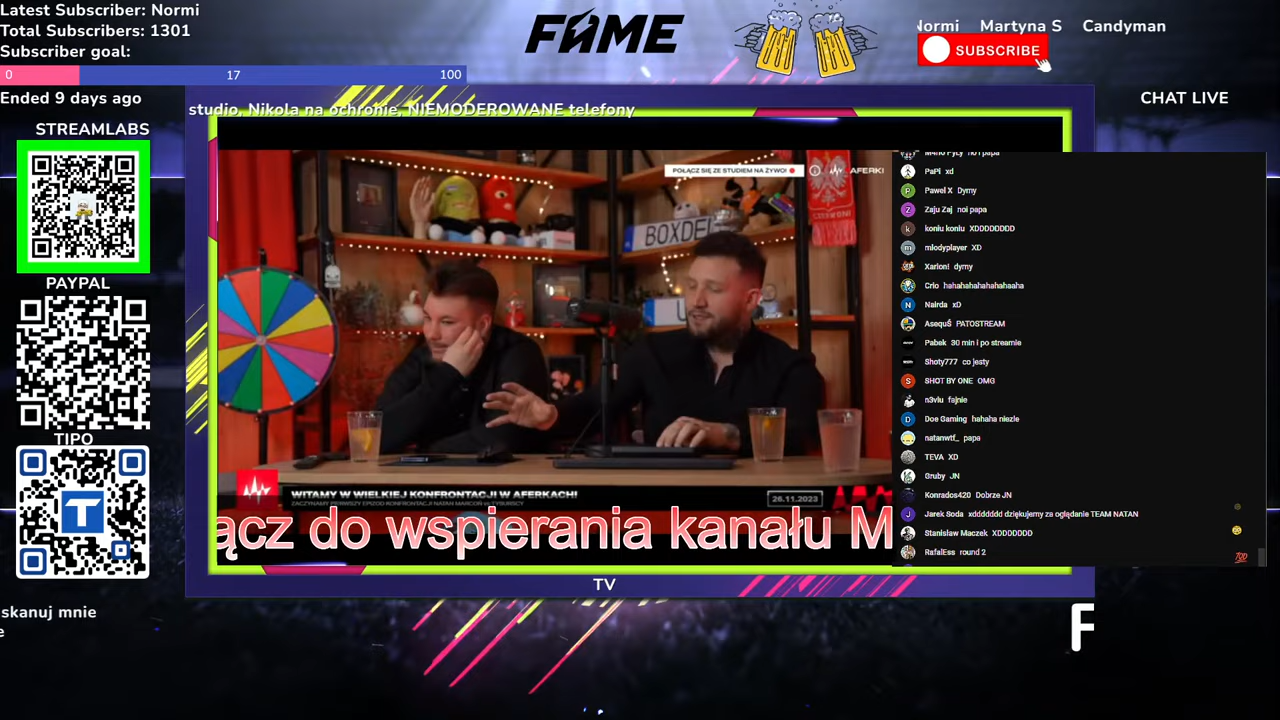 Latest Subscriber: Normi
Total Subscribers: 1301
Subscriber goal:
0 17 100
Ended 9 days ago
FAME
Normi Martyna S Candyman
SUBSCRIBE
CHAT LIVE
studio, Nikola na ochronie, NIEMODEROWANE telefony
STREAMLABS
PAYPAL
TIPO
T
skanuj mnie
e
POŁĄCZ SIĘ ZE STUDIEM NA ŻYWO!
AFERKI
BOXDEL
WITAMY W WIELKIEJ KONFRONTACJI W AFERKACH!
26.11.2023
ącz do wspierania kanału M
TV
F
PaPi xd
Pawel X Dymy
Zaju Zaj noi papa
koniu koniu XDDDDDDDD
mlodyplayer XD
Xarion! dymy
Crio hahahahahahahaaha
Nairda xD
AsequŚ PATOSTREAM
Pabek 30 min i po streamie
Shoty777 co jesty
SHOT BY ONE OMG
n3vlu fajnie
Doe Gaming hahaha niezle
natanwtf_ papa
TEVA XD
Gruby JN
Konrados420 Dobrze JN
Jarek Soda xddddddd dziękujemy za oglądanie TEAM NATAN
Stanisław Maczek XDDDDDDD
RafalEss round 2